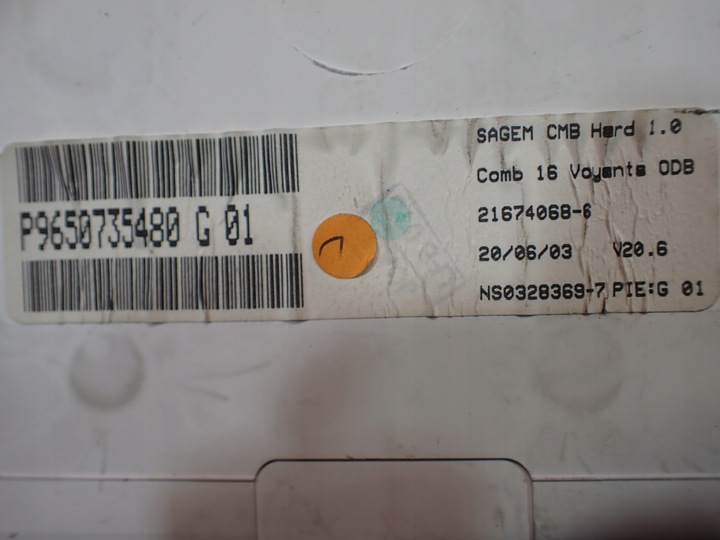 P9650735480 G 01
SAGEM CMB Hard 1.0
Comb 16 Voyants ODB
21674068-6
20/06/03 V20.6
NS0328369-7 PIE:G 01